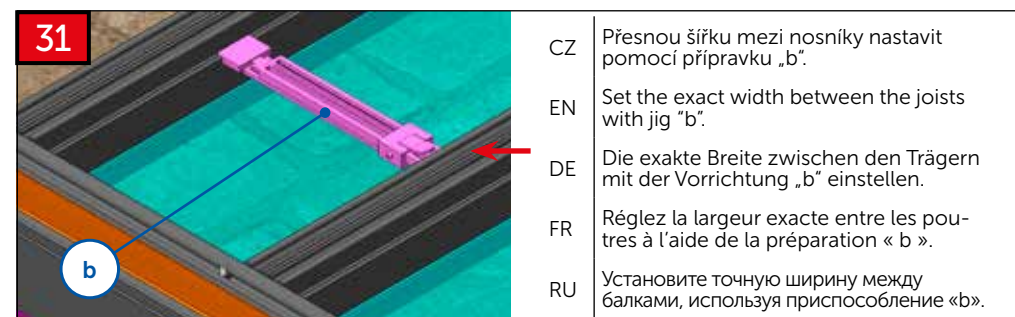 31
b
CZ
Přesnou šířku mezi nosníky nastavit
pomocí přípravku „b“.
EN
Set the exact width between the joists
with jig “b”.
DE
Die exakte Breite zwischen den Trägern
mit der Vorrichtung „b“ einstellen.
FR
Réglez la largeur exacte entre les pou-
tres à l’aide de la préparation « b ».
RU
Установите точную ширину между
балками, используя приспособление «b».